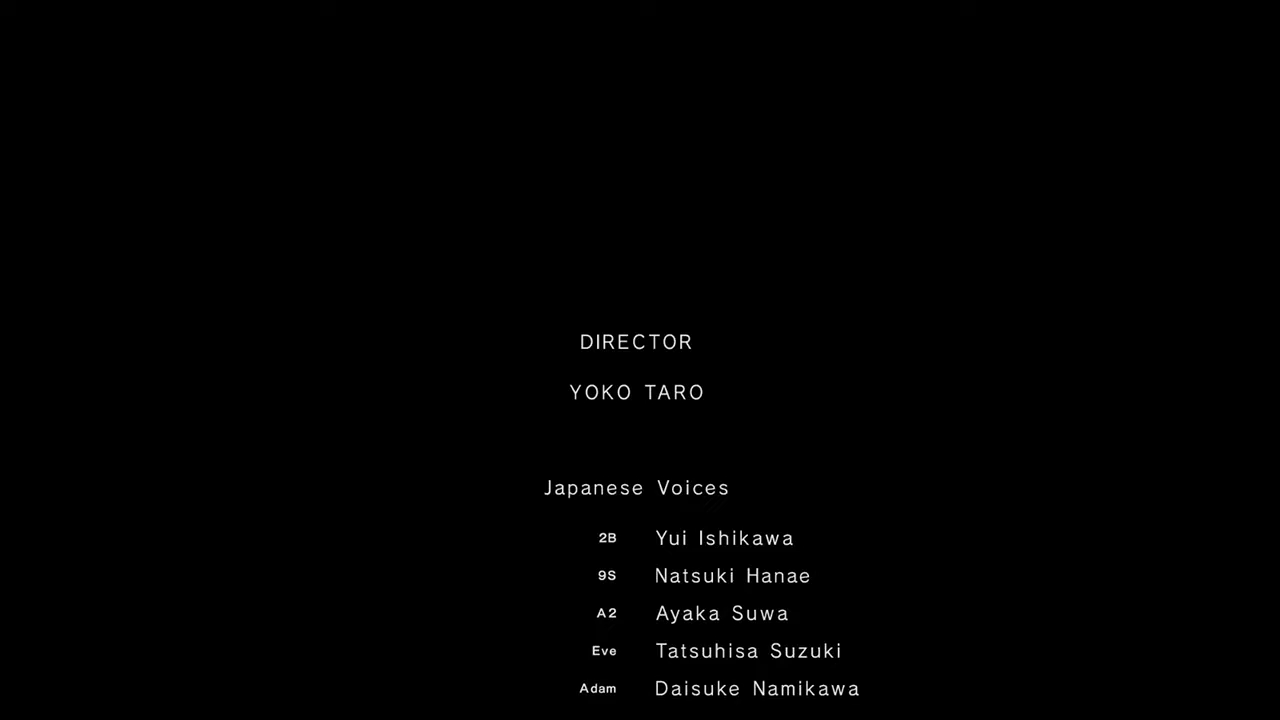 DIRECTOR
YOKO TARO
Japanese Voices
2B Yui Ishikawa
9S Natsuki Hanae
A2 Ayaka Suwa
Eve Tatsuhisa Suzuki
Adam Daisuke Namikawa